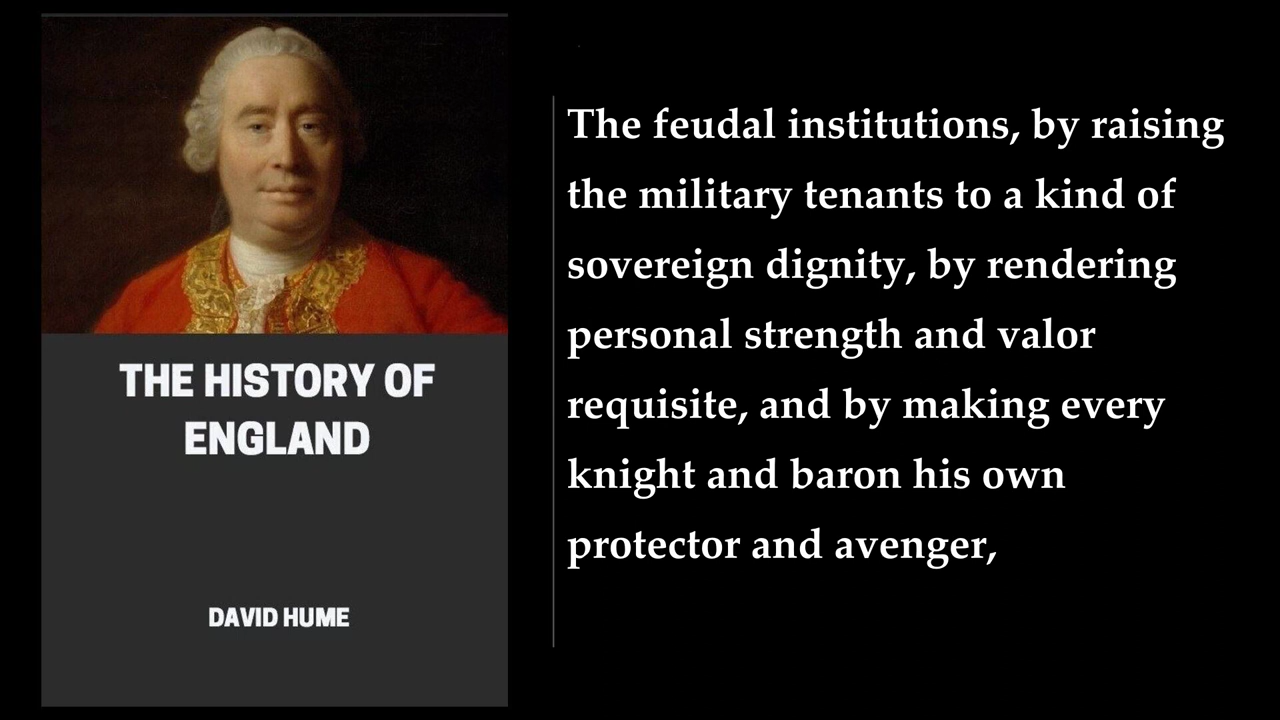 THE HISTORY OF
ENGLAND
DAVID HUME
The feudal institutions, by raising
the military tenants to a kind of
sovereign dignity, by rendering
personal strength and valor
requisite, and by making every
knight and baron his own
protector and avenger,